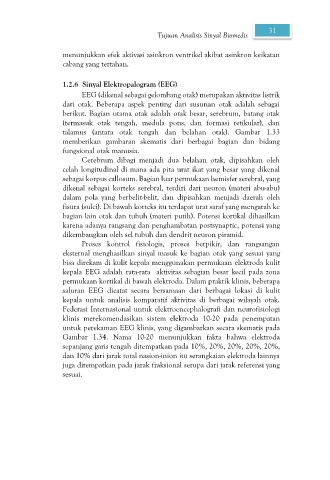 Tujuan Analisis Sinyal Biomedis 31
menunjukkan efek aktivasi asinkron ventrikel akibat asinkron keikatan
cabang yang tertahan.
1.2.6 Sinyal Elektropalogram (EEG)
EEG (dikenal sebagai gelombang otak) merupakan aktivitas listrik
dari otak. Beberapa aspek penting dari susunan otak adalah sebagai
berikut. Bagian utama otak adalah otak besar, serebrum, batang otak
(termasuk otak tengah, medula pons, dan formasi retikular), dan
talamus (antara otak tengah dan belahan otak). Gambar 1.33
memberikan gambaran skematis dari berbagai bagian dan bidang
fungsional otak manusia.
Cerebrum dibagi menjadi dua belahan otak, dipisahkan oleh
celah longitudinal di mana ada pita urat ikat yang besar yang dikenal
sebagai korpus callosum. Bagian luar permukaan hemisfer serebral, yang
dikenal sebagai korteks serebral, terdiri dari neuron (materi abu-abu)
dalam pola yang berbelit-belit, dan dipisahkan menjadi daerah oleh
fisura (sulci). Di bawah korteks itu terdapat urat saraf yang mengarah ke
bagian lain otak dan tubuh (materi putih). Potensi kortikal dihasilkan
karena adanya rangsang dan penghambatan postsynaptic, potensi yang
dikembangkan oleh sel tubuh dan dendrit neuron piramid.
Proses kontrol fisiologis, proses berpikir, dan rangsangan
eksternal menghasilkan sinyal masuk ke bagian otak yang sesuai yang
bisa direkam di kulit kepala menggunakan permukaan elektroda kulit
kepala EEG adalah rata-rata aktivitas sebagian besar kecil pada zona
permukaan kortikal di bawah elektroda. Dalam praktik klinis, beberapa
saluran EEG dicatat secara bersamaan dari berbagai lokasi di kulit
kepala untuk analisis komparatif aktivitas di berbagai wilayah otak.
Federasi Internasional untuk elektroencephalografi dan neurofisiologi
klinis merekomendasikan sistem elektroda 10-20 pada penempatan
untuk perekaman EEG klinis, yang digambarkan secara skematis pada
Gambar 1.34. Nama 10-20 menunjukkan fakta bahwa elektroda
sepanjang garis tengah ditempatkan pada 10%, 20%, 20%, 20%, 20%,
dan 10% dari jarak total nasion-inion itu serangkaian elektroda lainnya
juga ditempatkan pada jarak fraksional serupa dari jarak referensi yang
sesuai.